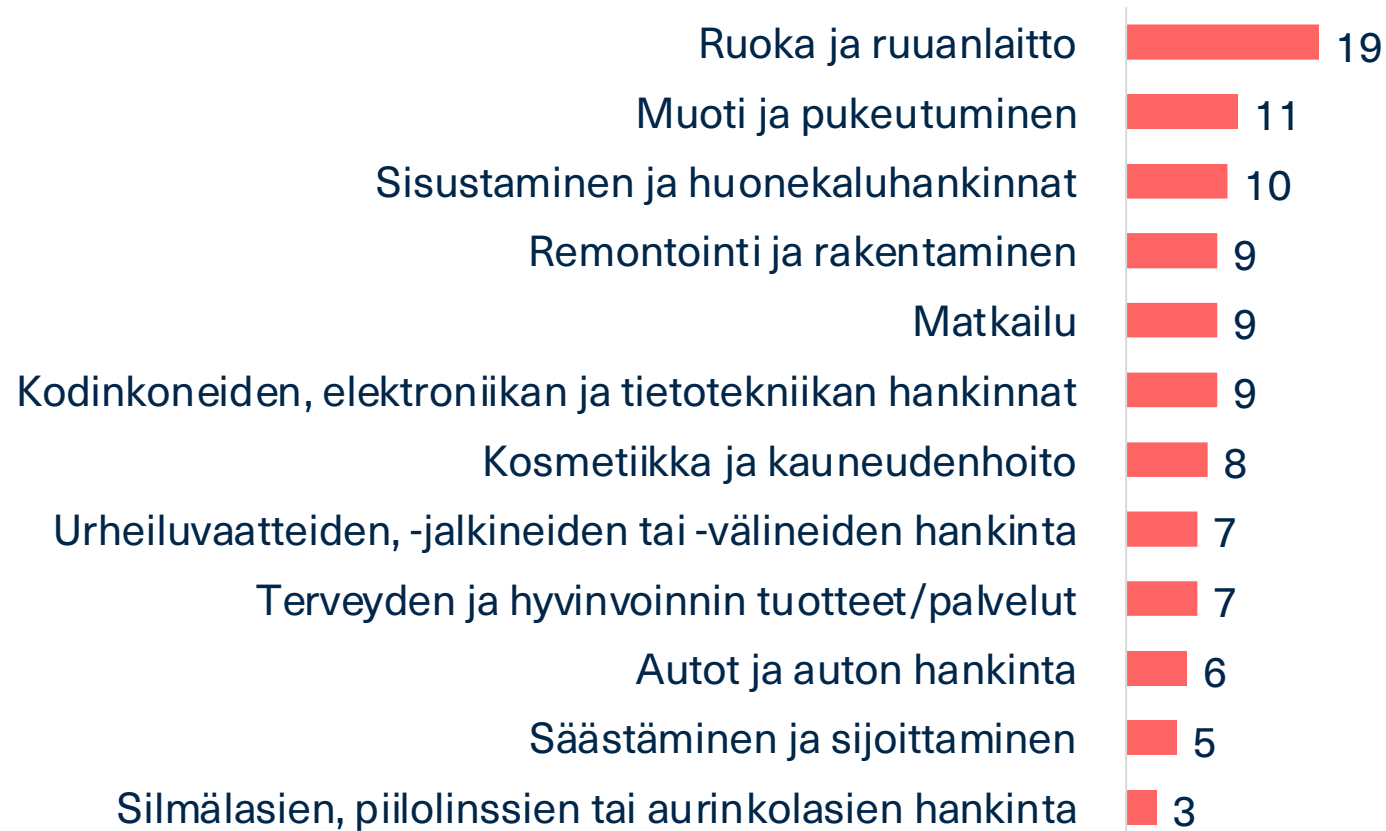 Ruoka ja ruuanlaitto 19
Muoti ja pukeutuminen 11
Sisustaminen ja huonekaluhankinnat 10
Remontointi ja rakentaminen 9
Matkailu 9
Kodinkoneiden, elektroniikan ja tietotekniikan hankinnat 9
Kosmetiikka ja kauneudenhoito 8
Urheiluvaatteiden, -jalkineiden tai -välineiden hankinta 7
Terveyden ja hyvinvoinnin tuotteet/palvelut 7
Autot ja auton hankinta 6
Säästäminen ja sijoittaminen 5
Silmälasien, piilolinssien tai aurinkolasien hankinta 3